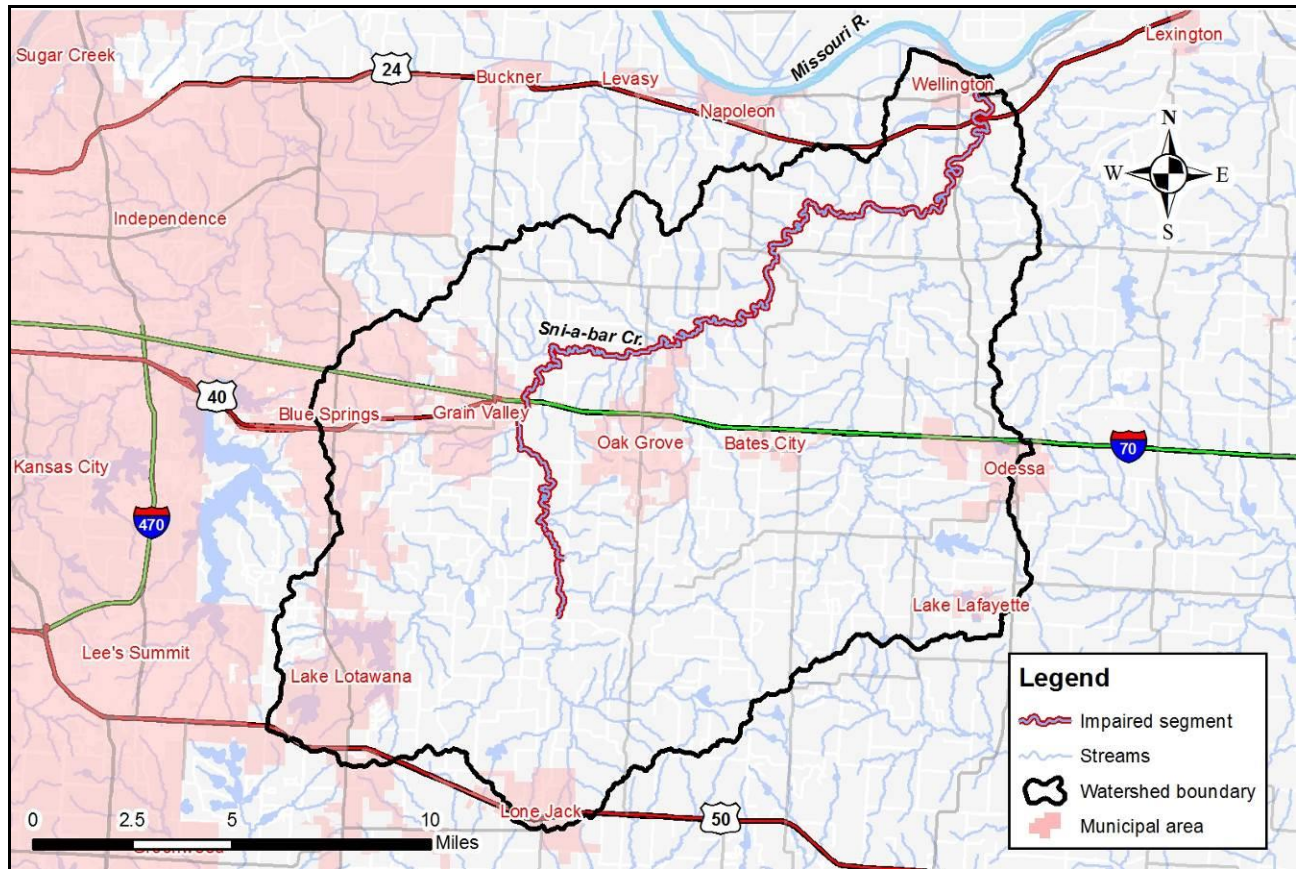 Sugar Creek
24
Buckner
Levasy
Napoleon
Missouri R.
Wellington
Lexington
N
W
E
S
Independence
Sni-a-bar Cr.
40
Blue Springs
Grain Valley
Oak Grove
Bates City
Odessa
70
Kansas City
470
Lake Lafayette
Lee's Summit
Lake Lotawana
Lone Jack
50
Legend
Impaired segment
Streams
Watershed boundary
Municipal area
0
2.5
5
10
Miles